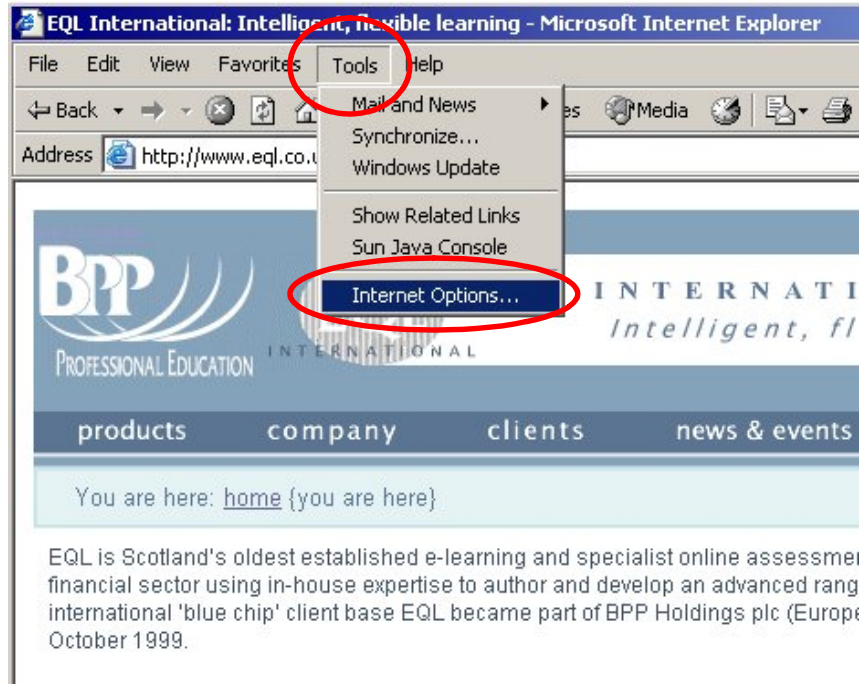 EQL International: Intelligent, flexible learning - Microsoft Internet Explorer
File Edit View Favorites Tools Help
Back Media
Mail and News
Synchronize...
Address http://www.eql.co.
Windows Update
Show Related Links
Sun Java Console
Internet Options...
BPP
PROFESSIONAL EDUCATION
INTERNATIONAL
INTERNATI
Intelligent, fl
products company clients news & events
You are here: home {you are here}
EQL is Scotland's oldest established e-learning and specialist online assessme
financial sector using in-house expertise to author and develop an advanced rang
international 'blue chip' client base EQL became part of BPP Holdings plc (Europe
October 1999.